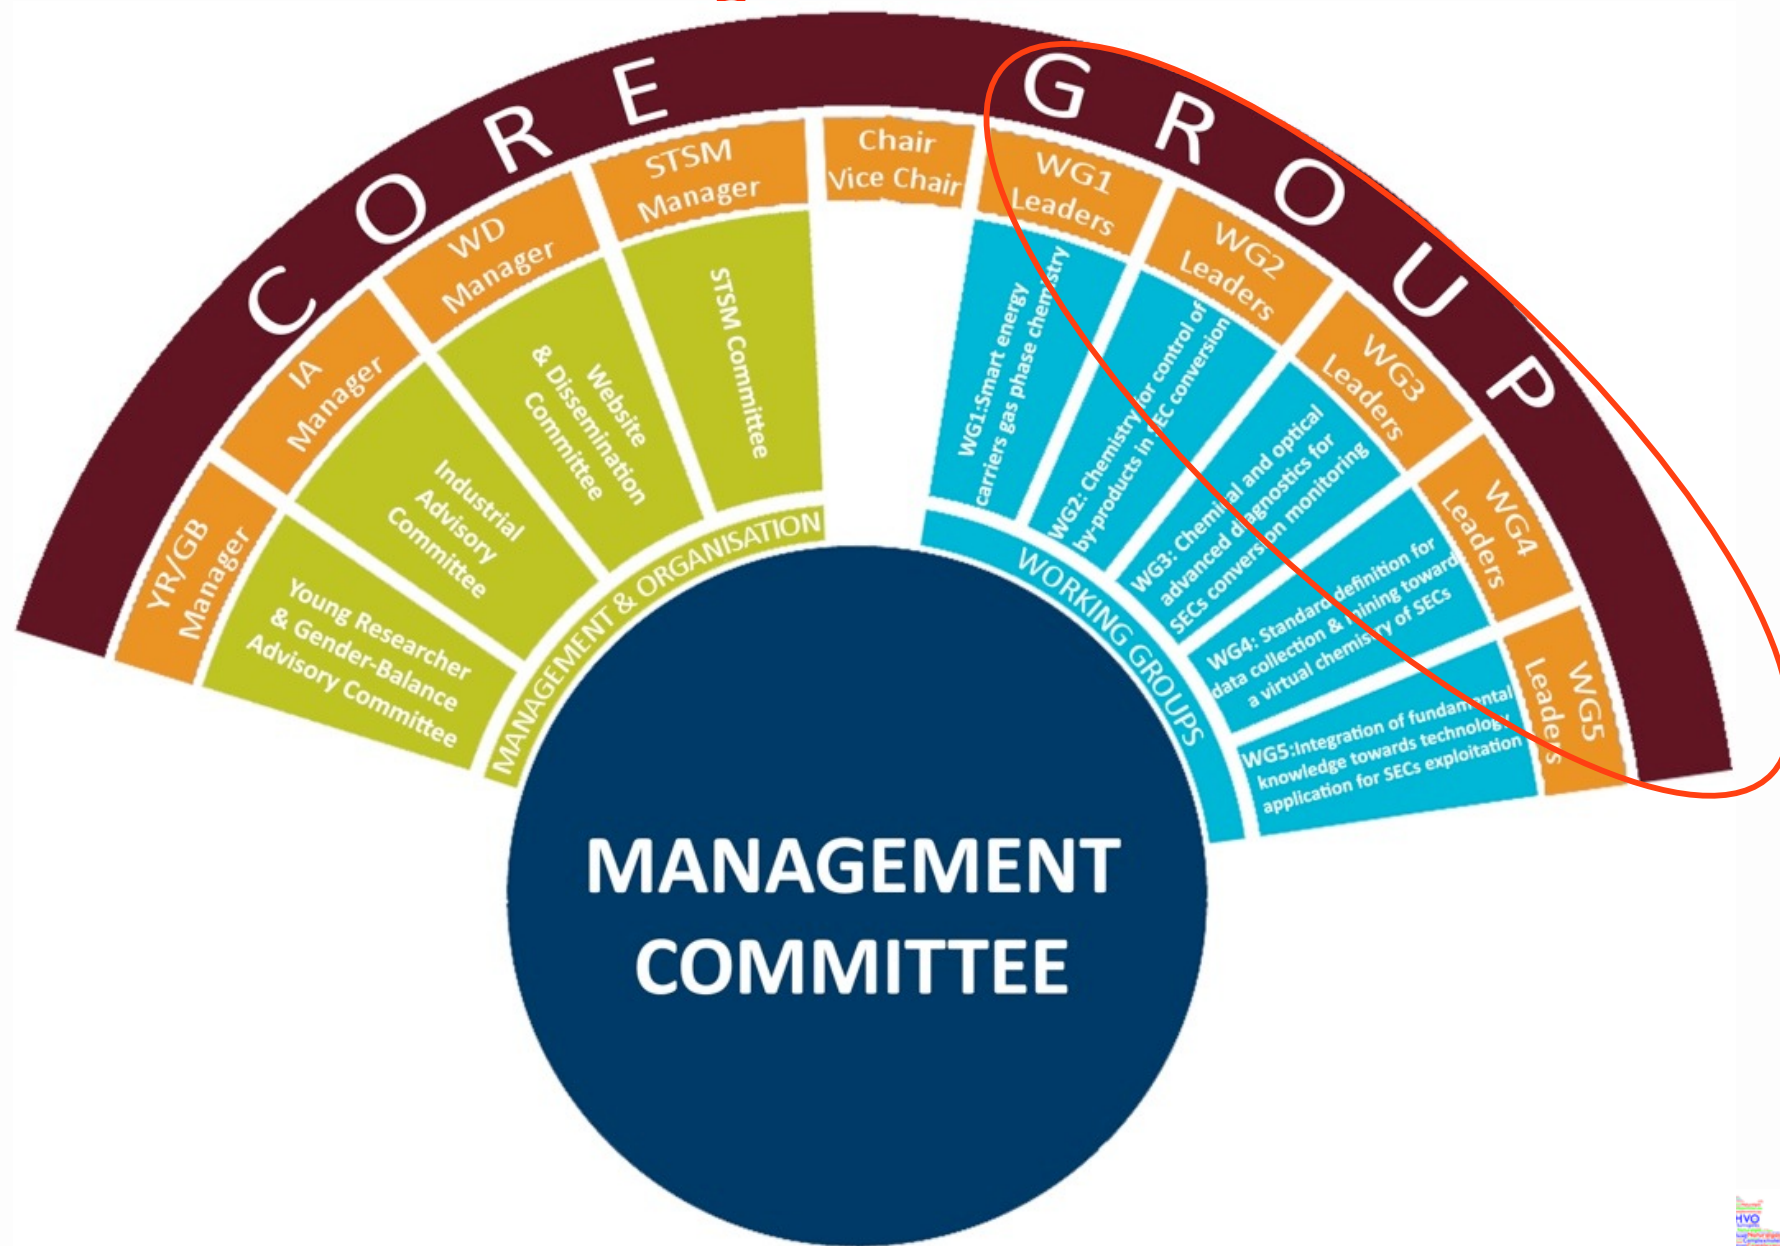 CORE GROUP
YR/GB
Manager
IA
Manager
WD
Manager
STSM
Manager
Chair
Vice Chair
WG1
Leaders
WG2
Leaders
WG3
Leaders
WG4
Leaders
WG5
Leaders
Young Researcher
& Gender-Balance
Advisory Committee
Industrial
Advisory
Committee
Website
& Dissemination
Committee
STSM Committee
WG1:Smart energy
carriers gas phase chemistry
WG2: Chemistry for control of
by-products in SEC conversion
WG3: Chemical and optical
advanced diagnostics for
SECs conversion monitoring
WG4: Standard definition for
data collection & mining toward
a virtual chemistry of SECs
WG5:Integration of fundamental
knowledge towards technology
application for SECs exploitation
MANAGEMENT & ORGANISATION
WORKING GROUPS
MANAGEMENT
COMMITTEE
HVO